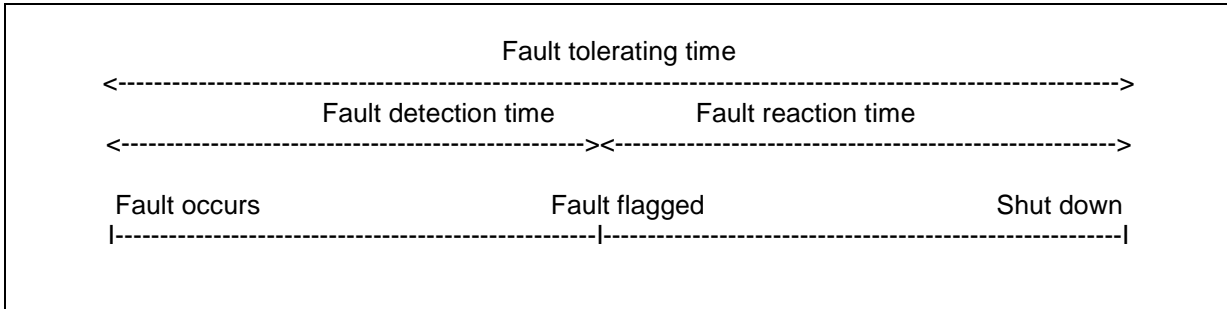 Fault tolerating time
<-------------------------------------------------------------------------------------------------------------->
Fault detection time Fault reaction time
<----------------------------------------------------><------------------------------------------------------>
Fault occurs Fault flagged Shut down
|-----------------------------------------------------|---------------------------------------------------------|